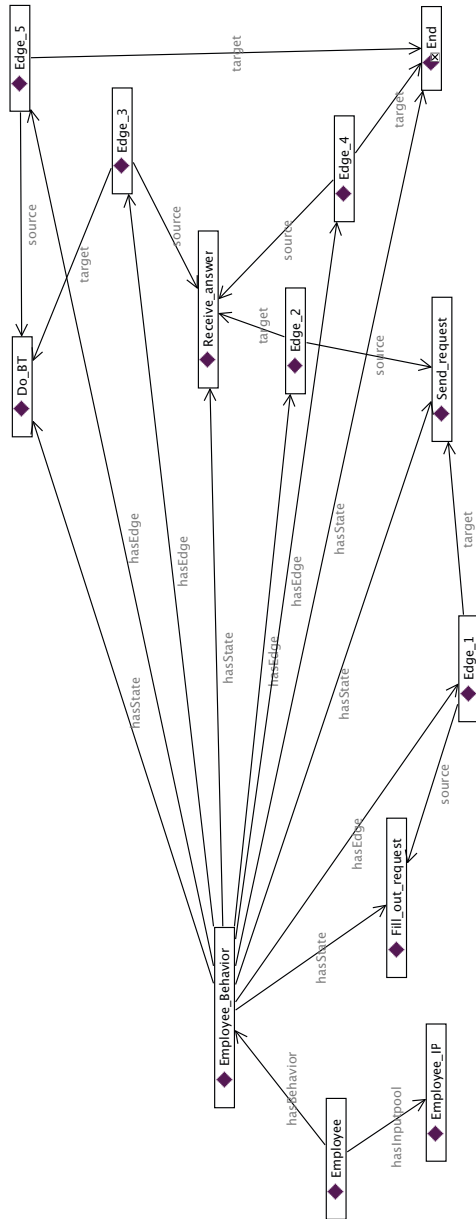 Do_BT
Edge_5
source
target
Edge_3
hasState
hasEdge
source
hasEdge
Receive_answer
Employee_Behavior
hasState
target
target
hasEdge
source
hasBehavior
Edge_2
hasEdge
hasState
Employee
hasState
hasState
Edge_4
hasEdge
source
hasInputpool
Fill_out_request
target
Employee_IP
Send_request
End
source
Edge_1
target